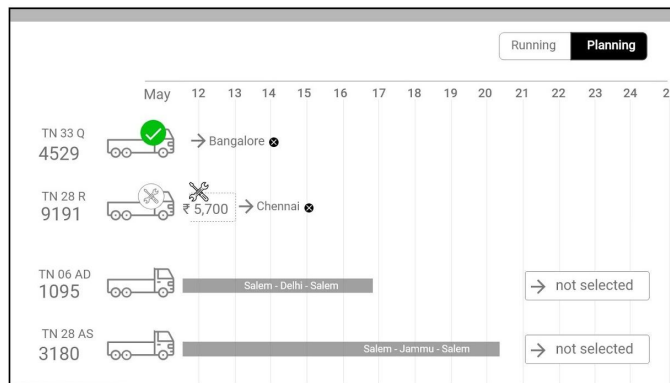 Running Planning
May 12 13 14 15 16 17 18 19 20 21 22 23 24 2
TN 33 Q
4529
→ Bangalore
TN 28 R
9191
₹ 5,700
→ Chennai
TN 06 AD
1095
Salem - Delhi - Salem
→ not selected
TN 28 AS
3180
Salem - Jammu - Salem
→ not selected